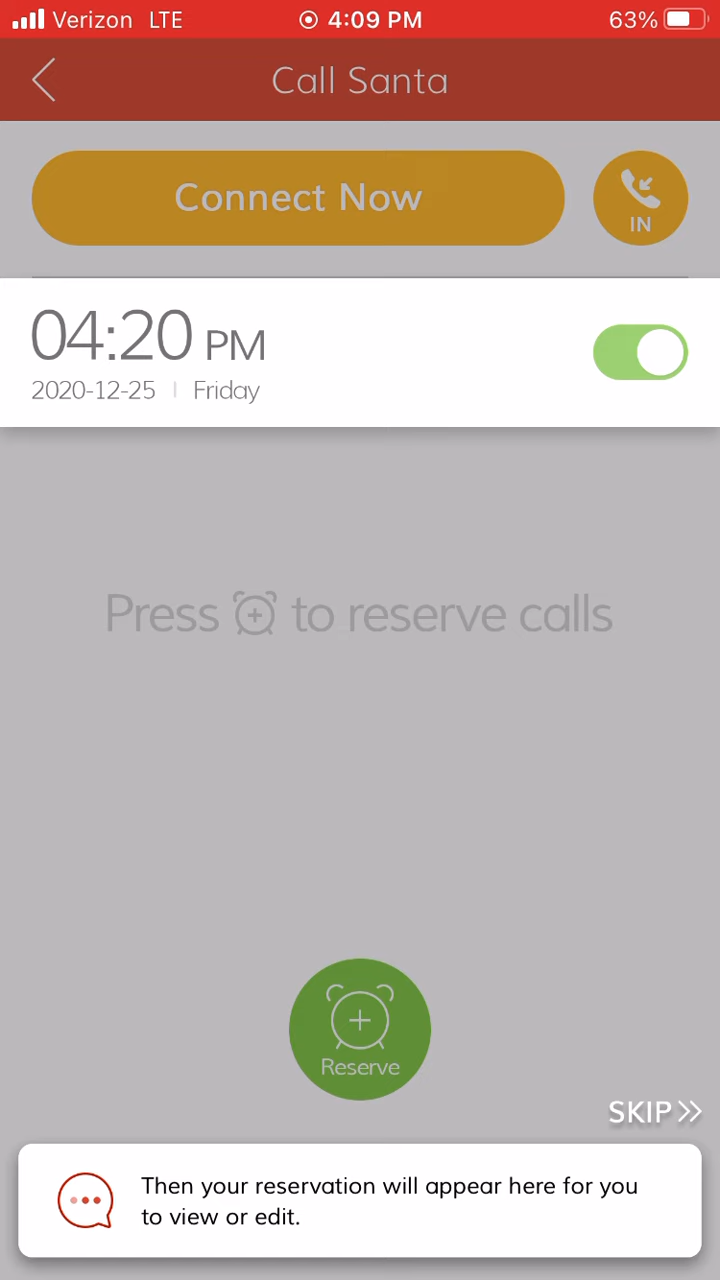 Verizon LTE 4:09 PM 63%
Call Santa
Connect Now
IN
04:20 PM
2020-12-25 | Friday
Press to reserve calls
Reserve
SKIP
Then your reservation will appear here for you
to view or edit.